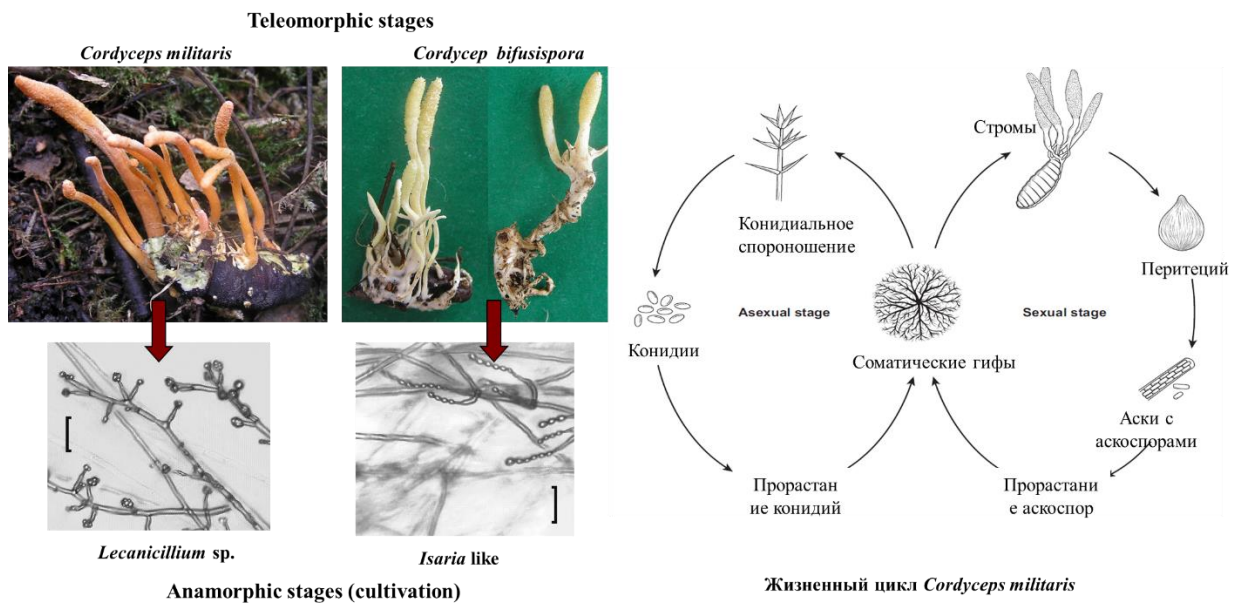 Teleomorphic stages
Cordyceps militaris
Cordycep bifusispora
Lecanicillium sp.
Isaria like
Anamorphic stages (cultivation)
Стромы
Конидиальное
спороношение
Перитеций
Asexual stage
Sexual stage
Конидии
Соматические гифы
Аски с
аскоспорами
Прорастан
ие конидий
Прорастани
е аскоспор
Жизненный цикл Cordyceps militaris